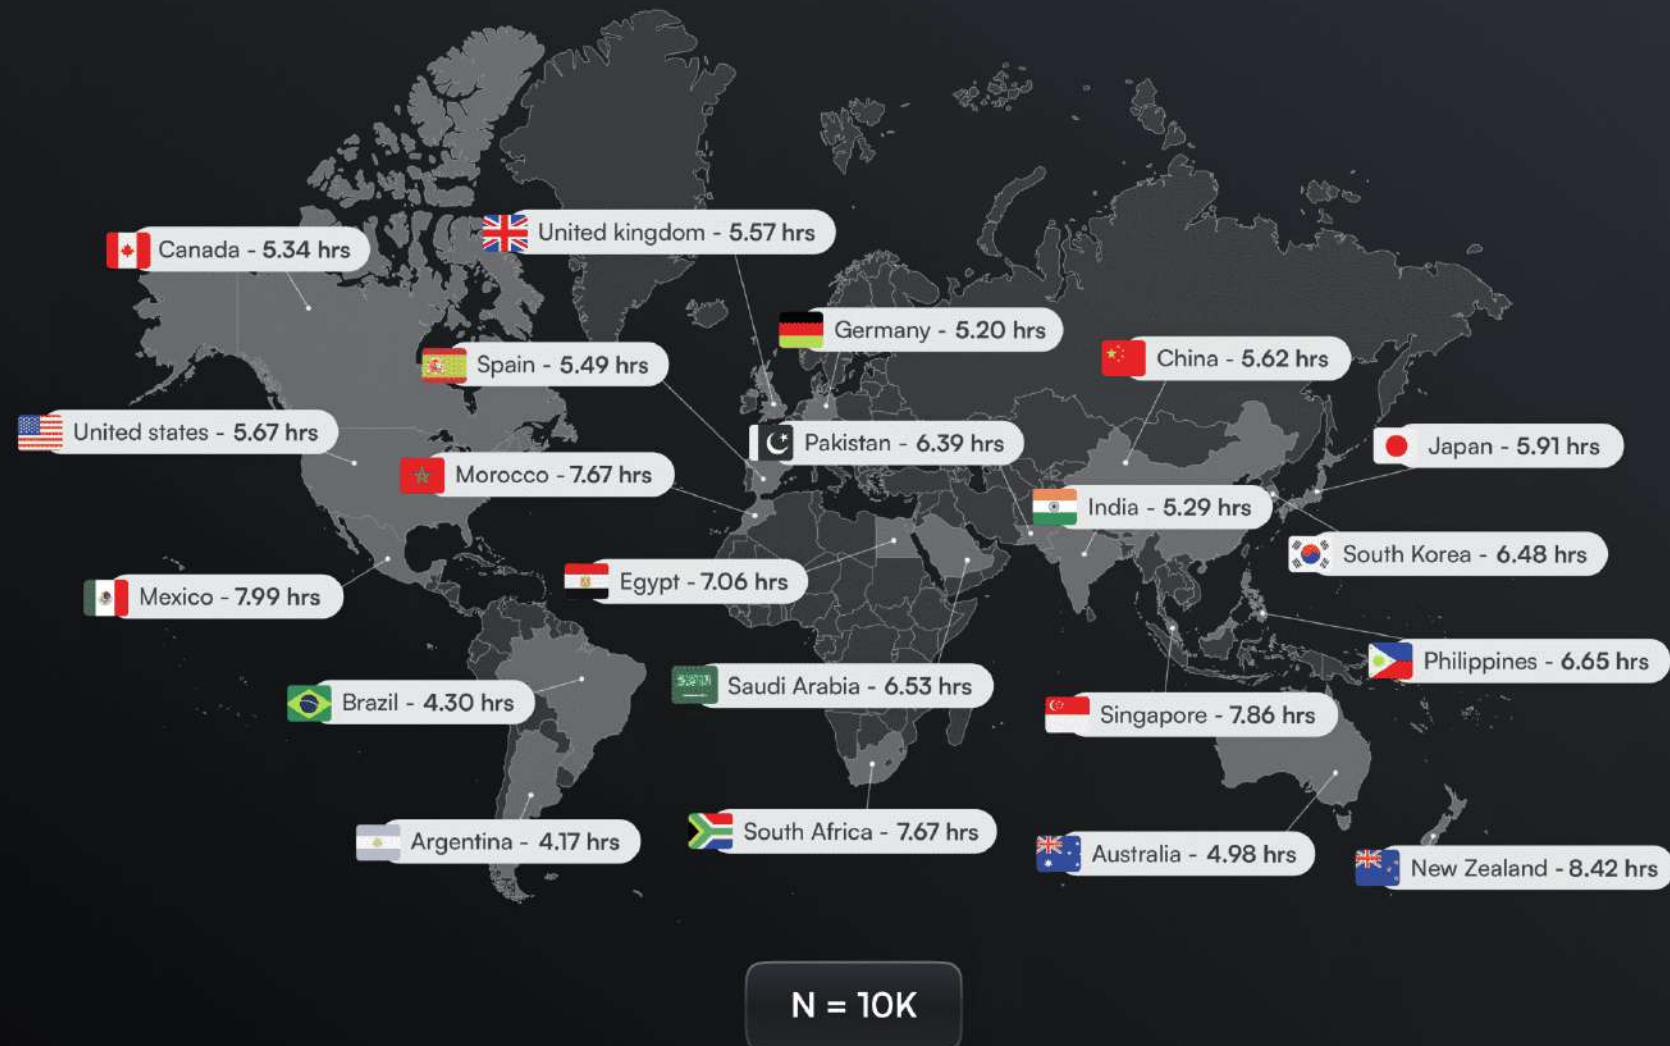 United kingdom - 5.57 hrs
Canada - 5.34 hrs
Germany - 5.20 hrs
China - 5.62 hrs
Spain - 5.49 hrs
United states - 5.67 hrs
Pakistan - 6.39 hrs
Japan - 5.91 hrs
Morocco - 7.67 hrs
India - 5.29 hrs
South Korea - 6.48 hrs
Egypt - 7.06 hrs
Mexico - 7.99 hrs
Philippines - 6.65 hrs
Saudi Arabia - 6.53 hrs
Brazil - 4.30 hrs
Singapore - 7.86 hrs
South Africa - 7.67 hrs
Argentina - 4.17 hrs
Australia - 4.98 hrs
New Zealand - 8.42 hrs
N = 10K